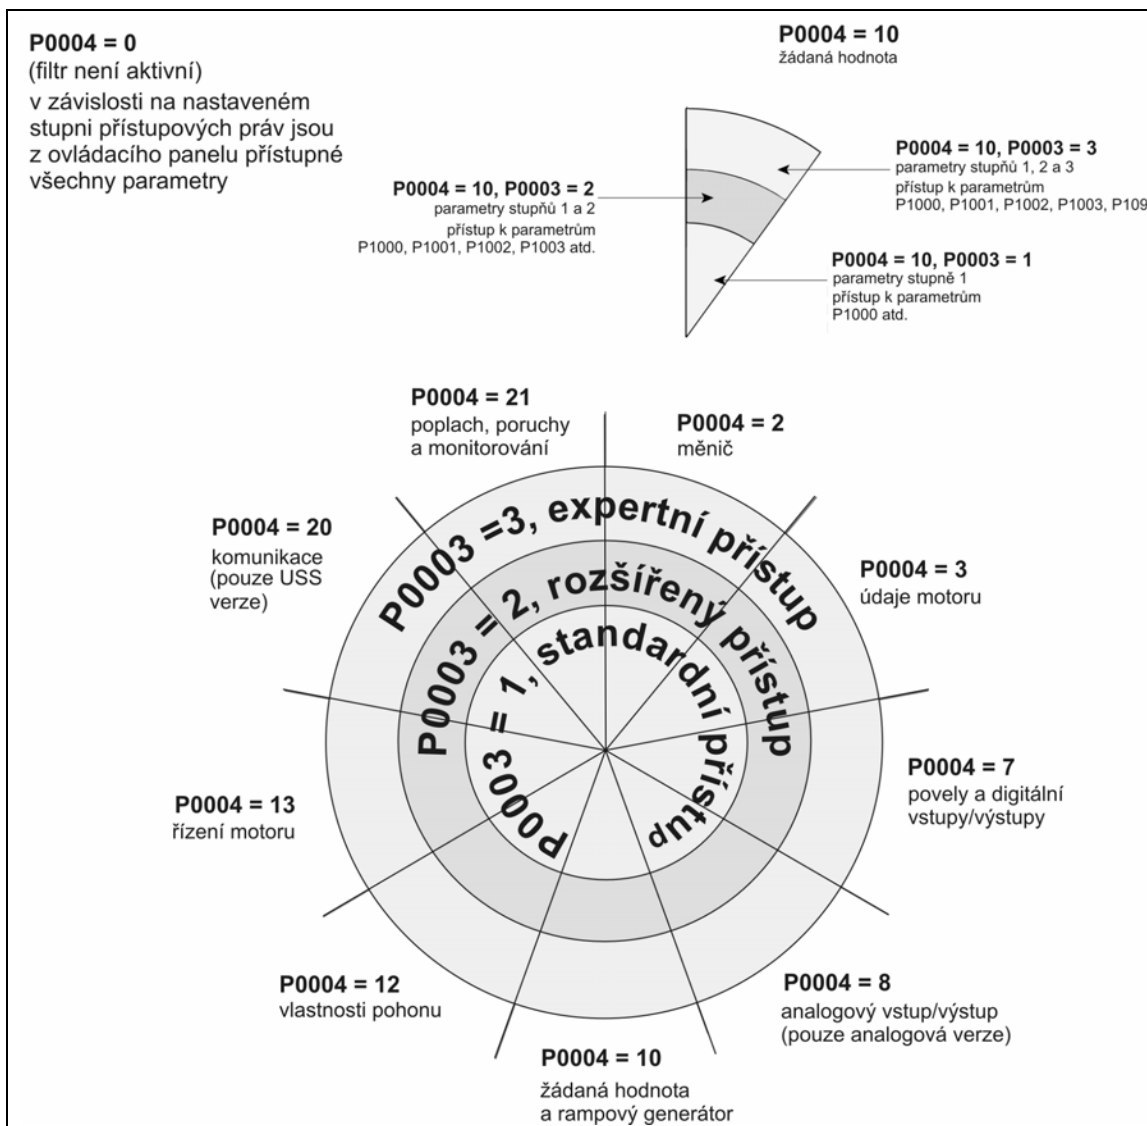 P0004 = 0
(filtr není aktivní)
v závislosti na nastaveném
stupni přístupových práv jsou
z ovládacího panelu přístupné
všechny parametry
P0004 = 10
žádaná hodnota
P0004 = 10, P0003 = 3
parametry stupňů 1, 2 a 3
přístup k parametrům
P1000, P1001, P1002, P1003, P109
P0004 = 10, P0003 = 2
parametry stupňů 1 a 2
přístup k parametrům
P1000, P1001, P1002, P1003 atd.
P0004 = 10, P0003 = 1
parametry stupně 1
přístup k parametrům
P1000 atd.
P0004 = 21
poplach, poruchy
a monitorování
P0004 = 2
měnič
P0004 = 20
komunikace
(pouze USS
verze)
P0004 = 3
údaje motoru
P0003 =3, expertní přístup
P0003 = 2, rozšířený přístup
P0003 = 1, standardní přístup
P0004 = 13
řízení motoru
P0004 = 7
povely a digitální
vstupy/výstupy
P0004 = 12
vlastnosti pohonu
P0004 = 8
analogový vstup/výstup
(pouze analogová verze)
P0004 = 10
žádaná hodnota
a rampový generátor